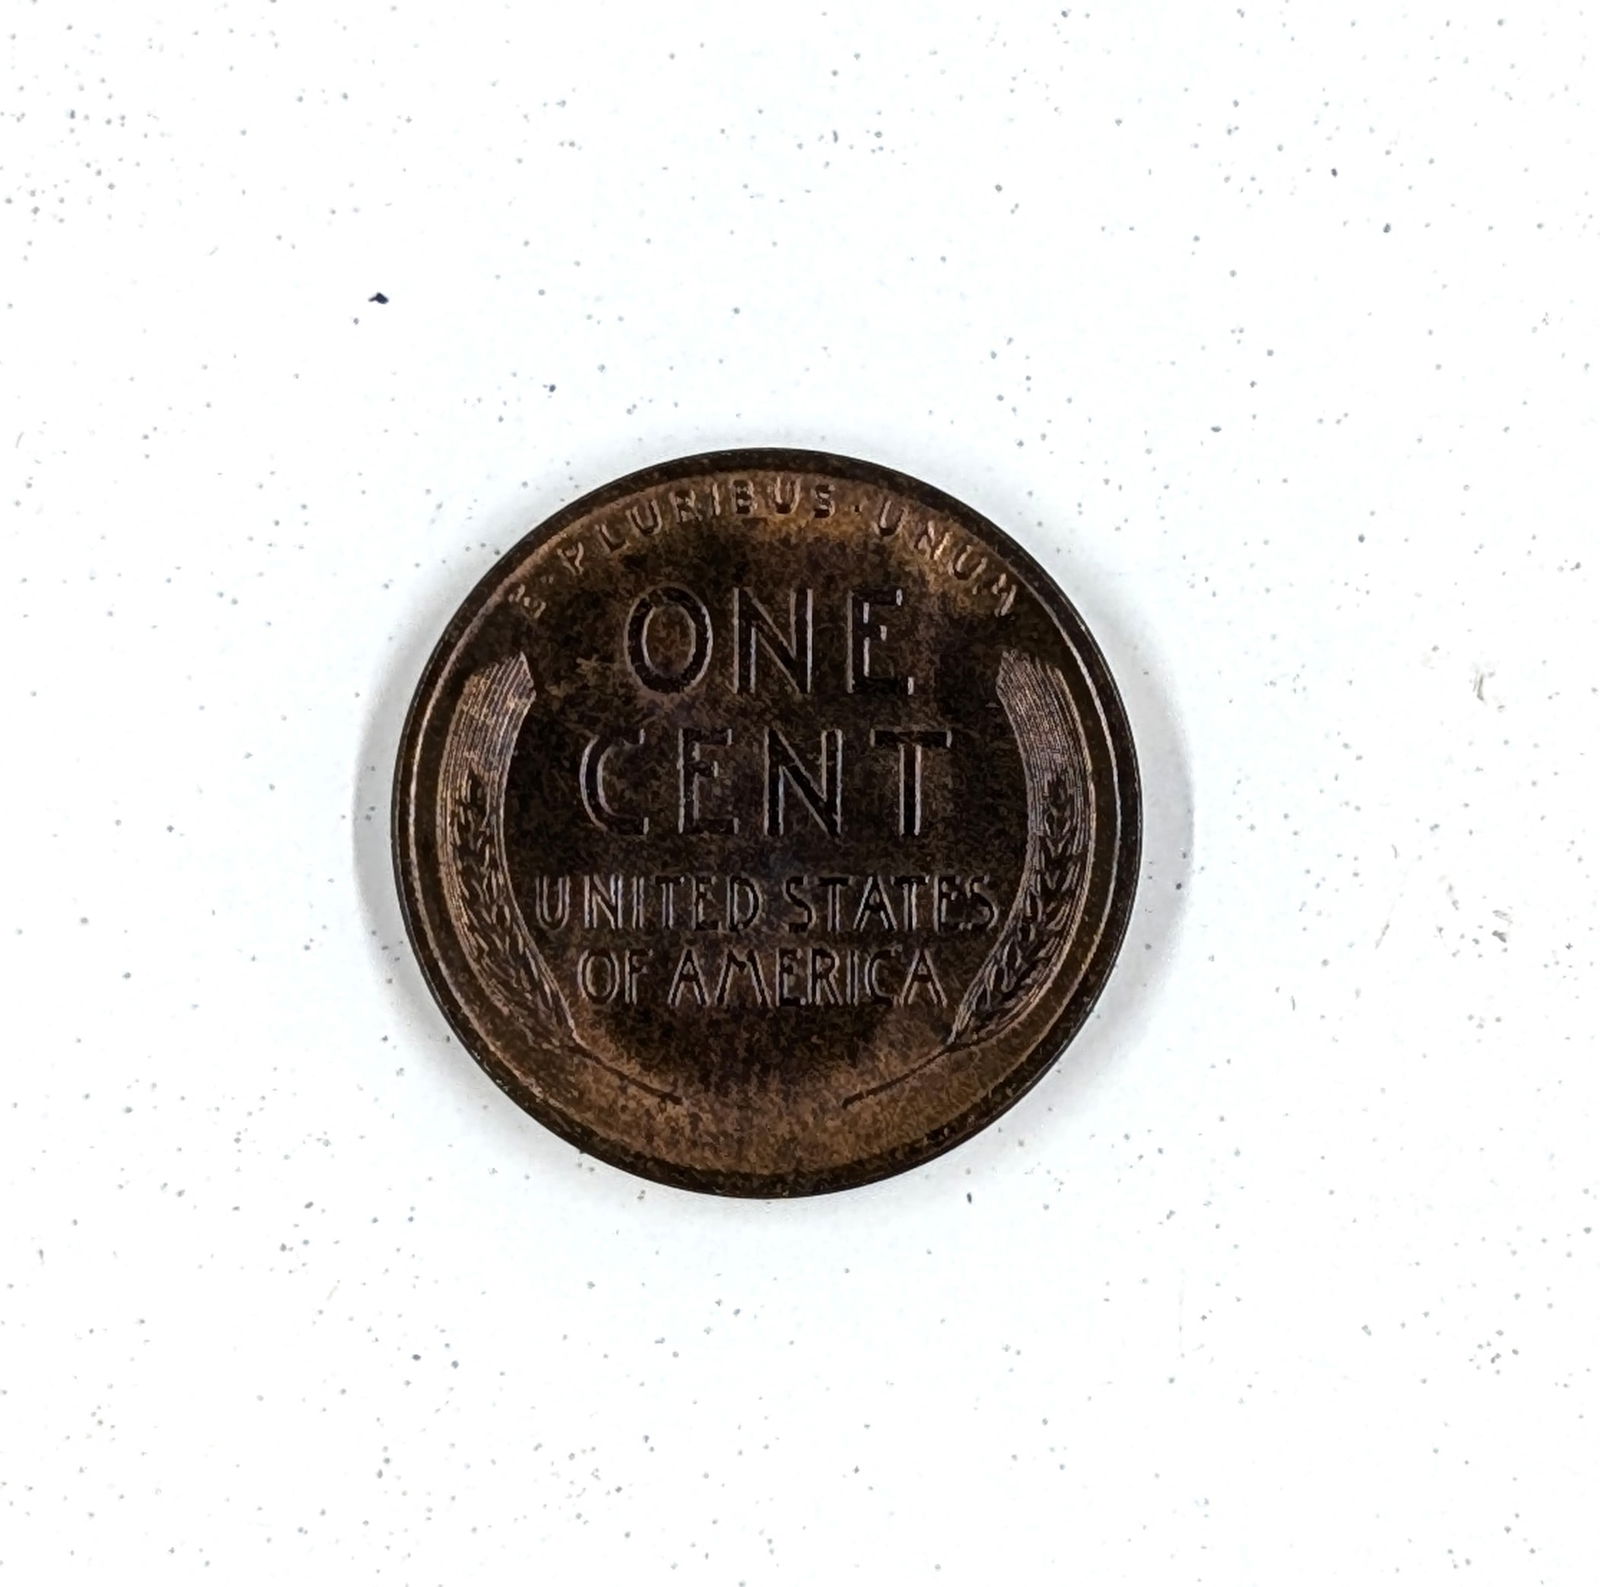 E·PLURIBUS·UNUM
ONE
CENT
UNITED STATES
OF AMERICA